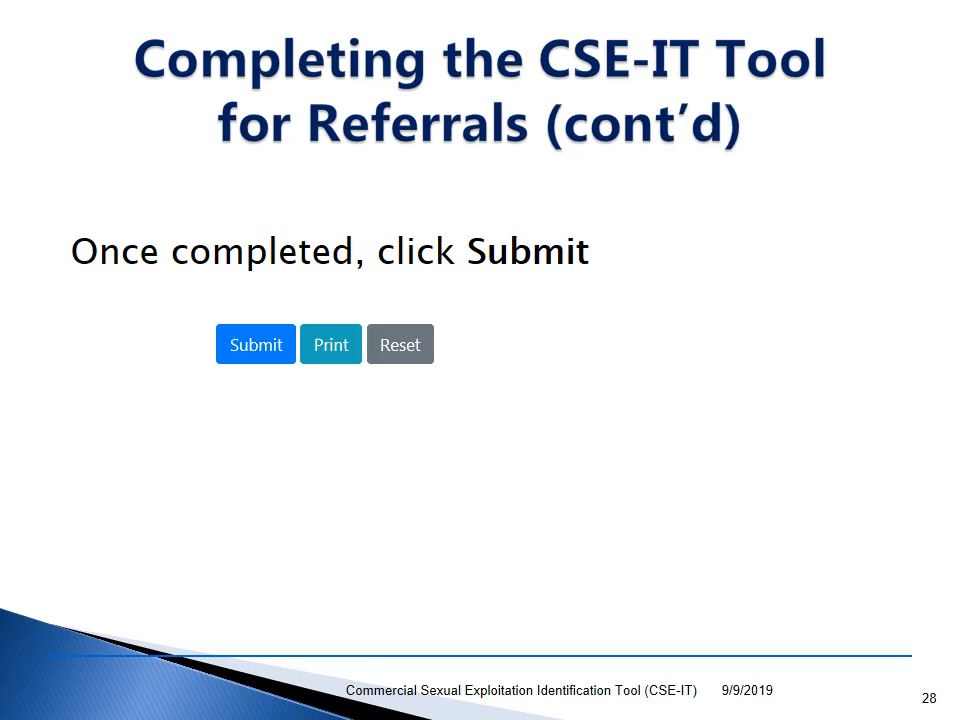 Completing the CSE-IT Tool
for Referrals (cont’d)
Once completed, click Submit
Submit Print Reset
Commercial Sexual Exploitation Identification Tool (CSE-IT) 9/9/2019
28